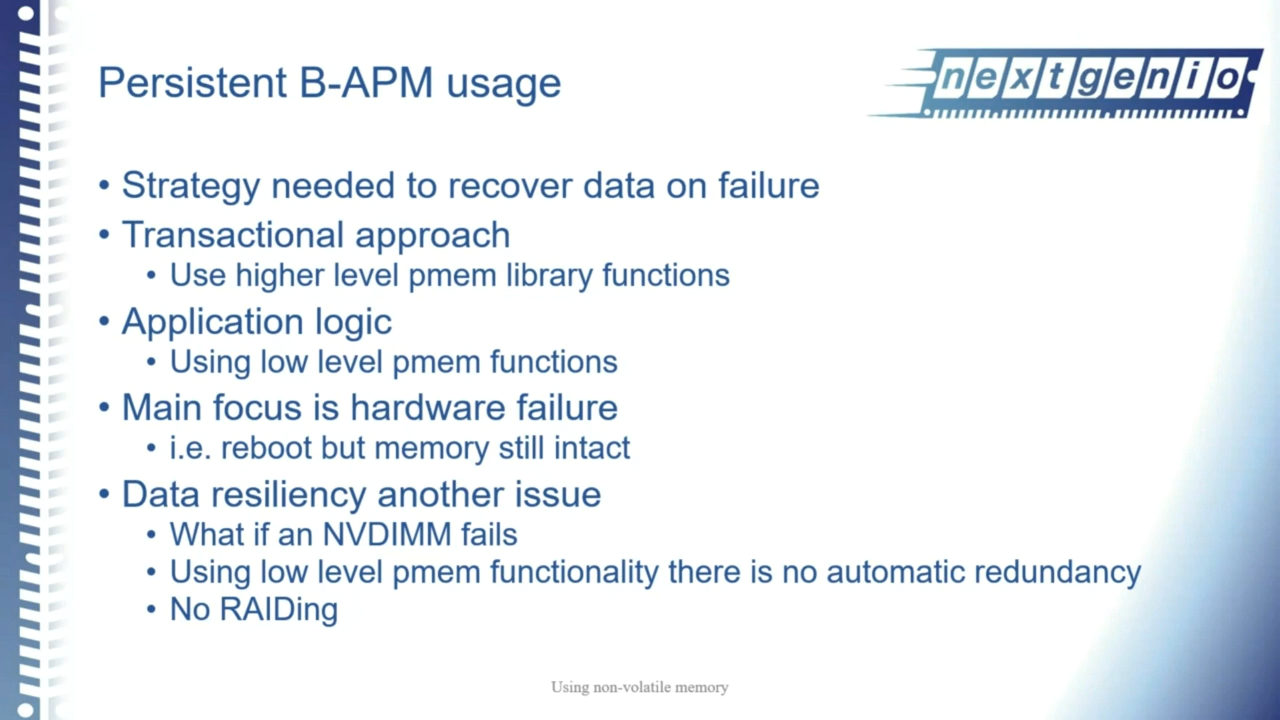 Persistent B-APM usage
nextgenio
• Strategy needed to recover data on failure
• Transactional approach
• Use higher level pmem library functions
• Application logic
• Using low level pmem functions
• Main focus is hardware failure
• i.e. reboot but memory still intact
• Data resiliency another issue
• What if an NVDIMM fails
• Using low level pmem functionality there is no automatic redundancy
• No RAIDing
Using non-volatile memory